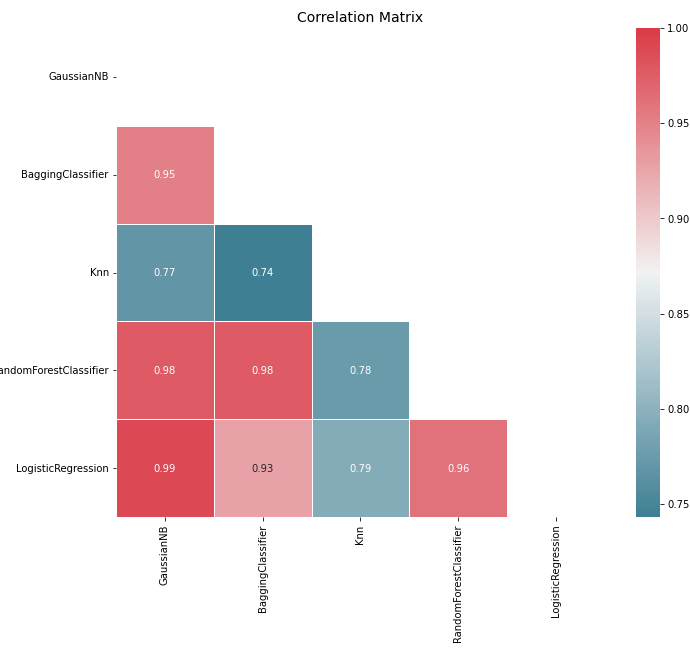 Correlation Matrix
GaussianNB
BaggingClassifier
0.95
Knn
0.77 0.74
andomForestClassifier
0.98 0.98 0.78
LogisticRegression
0.99 0.93 0.79 0.96
GaussianNB
BaggingClassifier
Knn
RandomForestClassifier
LogisticRegression
1.00
0.95
0.90
0.85
0.80
0.75